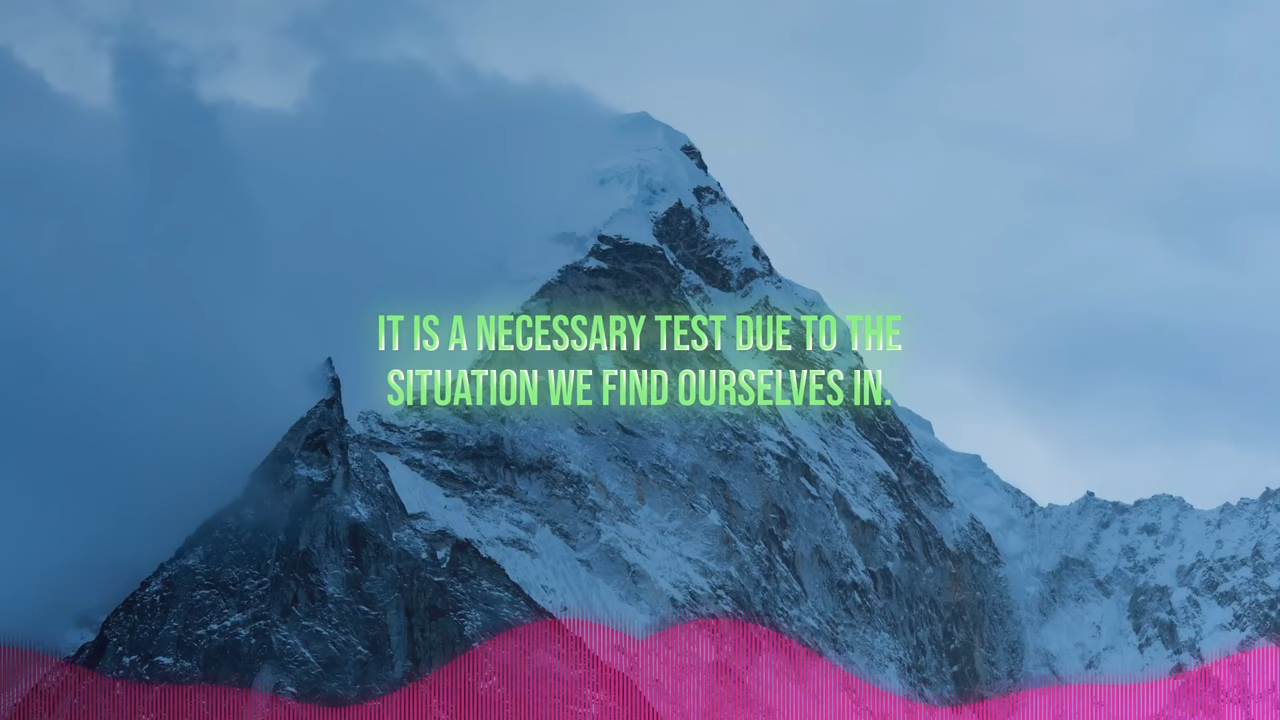 IT IS A NECESSARY TEST DUE TO THE
SITUATION WE FIND OURSELVES IN.